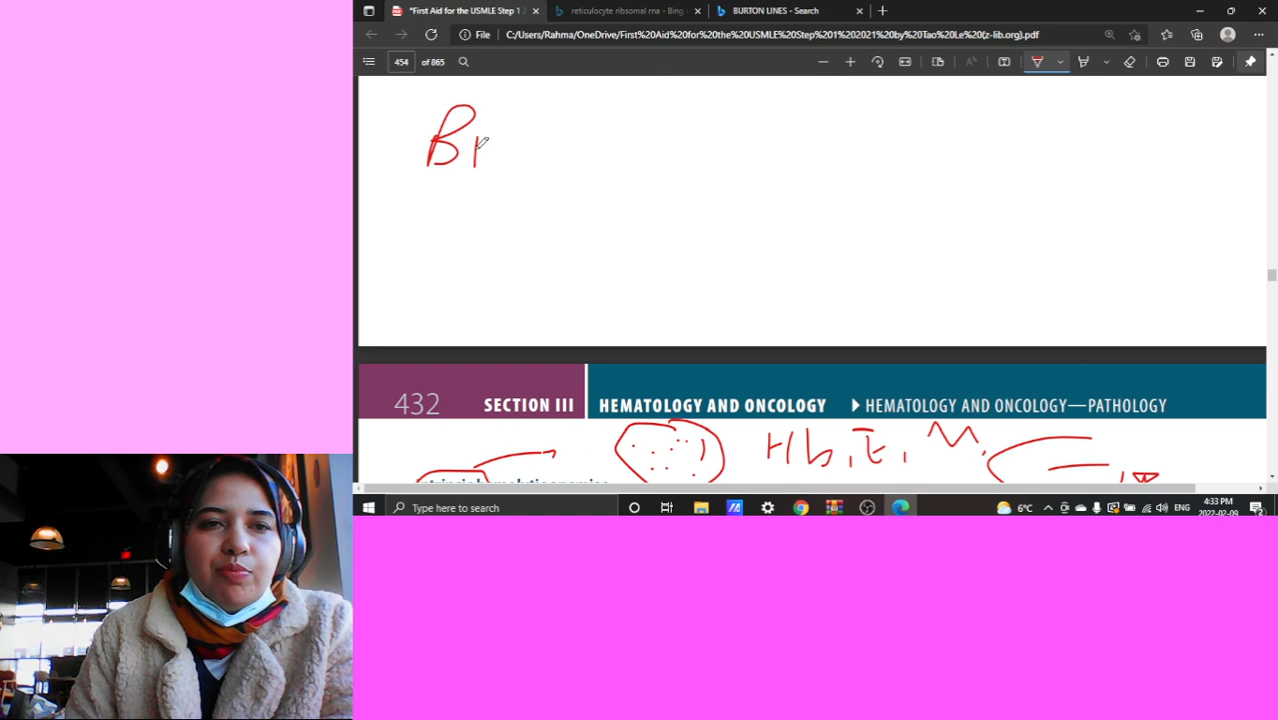 *"First Aid for the USMLE Step 1 2
reticulocyte ribsomal rna - Bing
BURTON LINES - Search
File
C:/Users/Rahma/OneDrive/First%20Aid%20for%20the%20USMLE%20Step%201%202021%20by%20Tao%20Le%20(z-lib.org).pdf
454 of 865
B
432 SECTION III HEMATOLOGY AND ONCOLOGY ▶ HEMATOLOGY AND ONCOLOGY—PATHOLOGY
Hb, E,
Type here to search
6°C
ENG
4:33 PM
2022-02-09